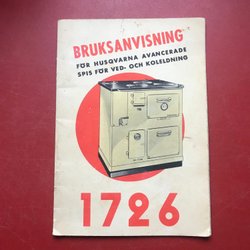 BRUKSANVISNING
FÖR HUSQVARNA AVANCERADE
SPIS FÖR VED- OCH KOLELDNING
1726